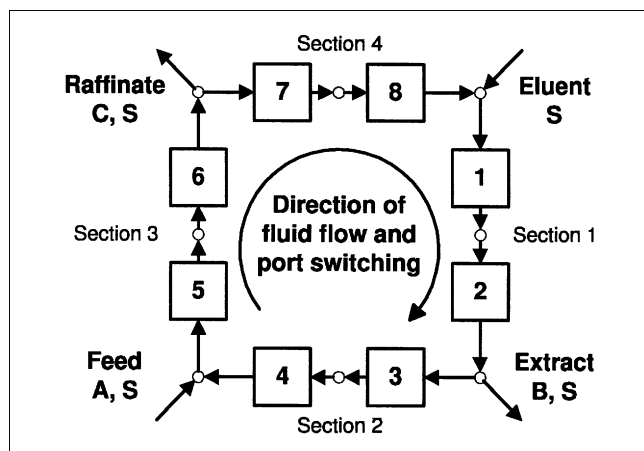 Section 4
Raffinate
C, S
7
8
Eluent
S
6
1
Direction of
fluid flow and
port switching
Section 3
Section 1
5
2
Feed
A, S
4
3
Extract
B, S
Section 2